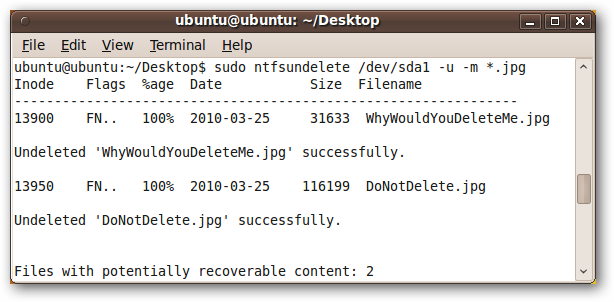 ubuntu@ubuntu: ~/Desktop
File Edit View Terminal Help
ubuntu@ubuntu:~/Desktop$ sudo ntfsundelete /dev/sda1 -u -m *.jpg
Inode    Flags  %age  Date           Size  Filename
---------------------------------------------------------------
13900    FN..   100%  2010-03-25     31633  WhyWouldYouDeleteMe.jpg
Undeleted 'WhyWouldYouDeleteMe.jpg' successfully.
13950    FN..   100%  2010-03-25    116199  DoNotDelete.jpg
Undeleted 'DoNotDelete.jpg' successfully.
Files with potentially recoverable content: 2